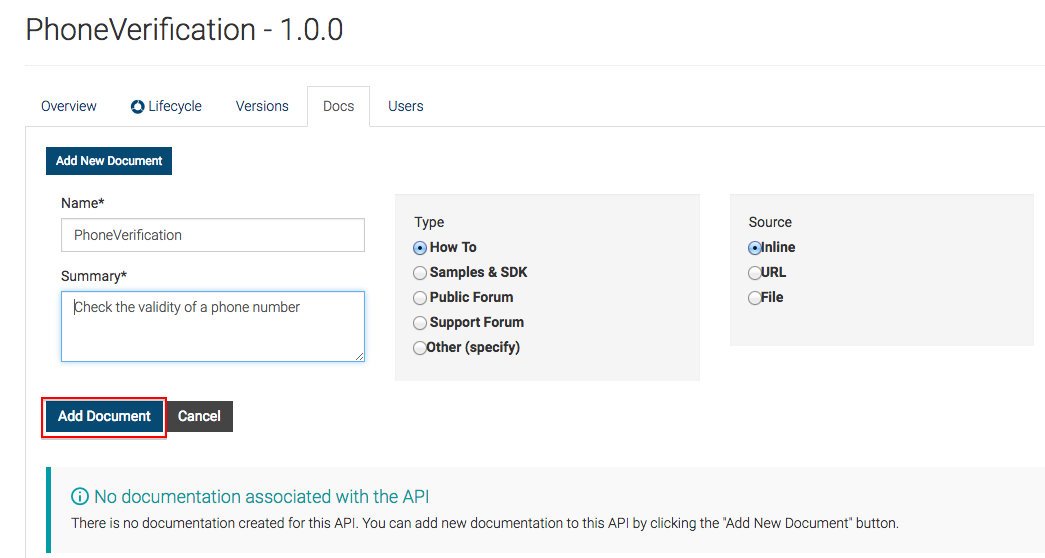 PhoneVerification - 1.0.0
Overview Lifecycle Versions Docs Users
Add New Document
Name*
PhoneVerification
Summary*
Check the validity of a phone number
Type
How To
Samples & SDK
Public Forum
Support Forum
Other (specify)
Source
Inline
URL
File
Add Document Cancel
No documentation associated with the API
There is no documentation created for this API. You can add new documentation to this API by clicking the "Add New Document" button.